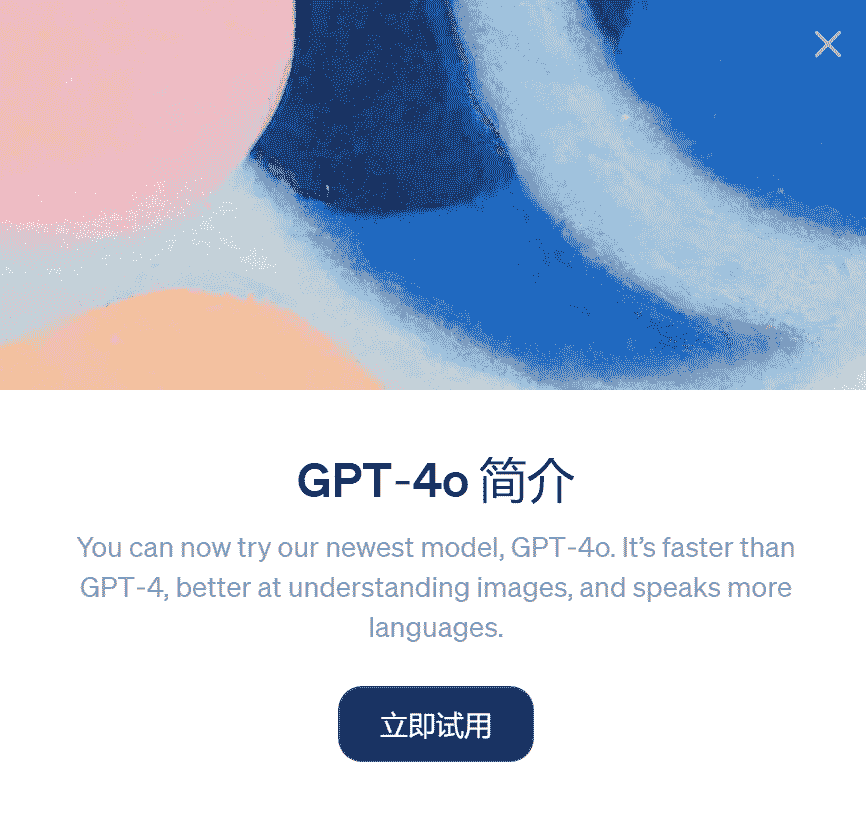 GPT-4o 简介
You can now try our newest model, GPT-4o. It’s faster than
GPT-4, better at understanding images, and speaks more
languages.
立即试用